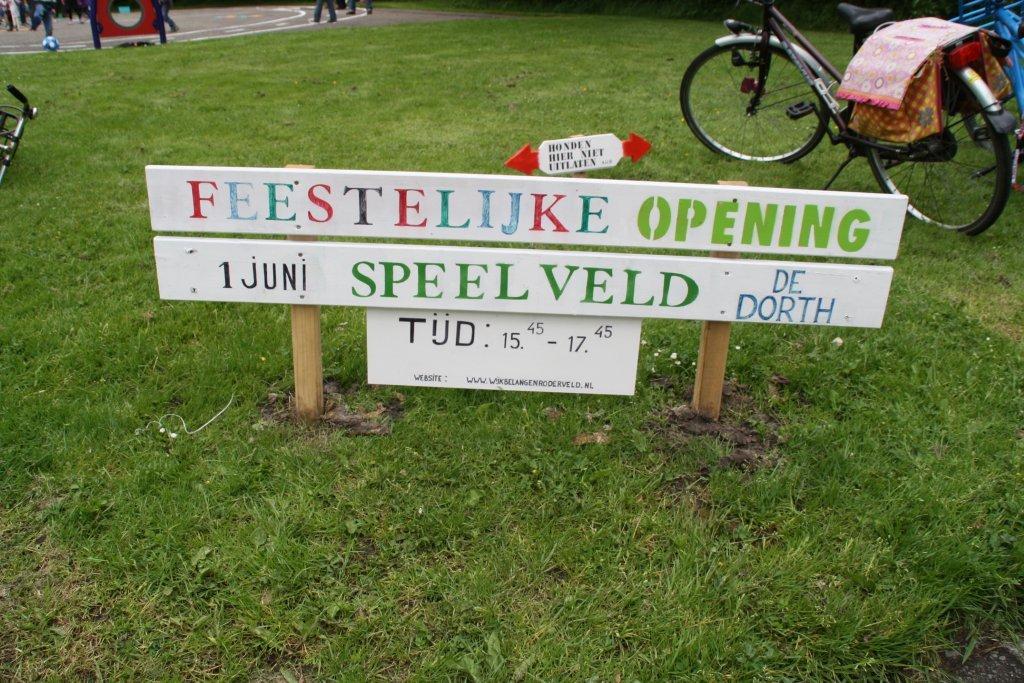 HONDEN
HIER NIET
UITLATEN
FEESTELIJKE OPENING
1 JUNI SPEELVELD DE DORTH
TIJD: 15.45 - 17.45
WEBSITE: WWW.WIJKBELANGENRODERVELD.NL